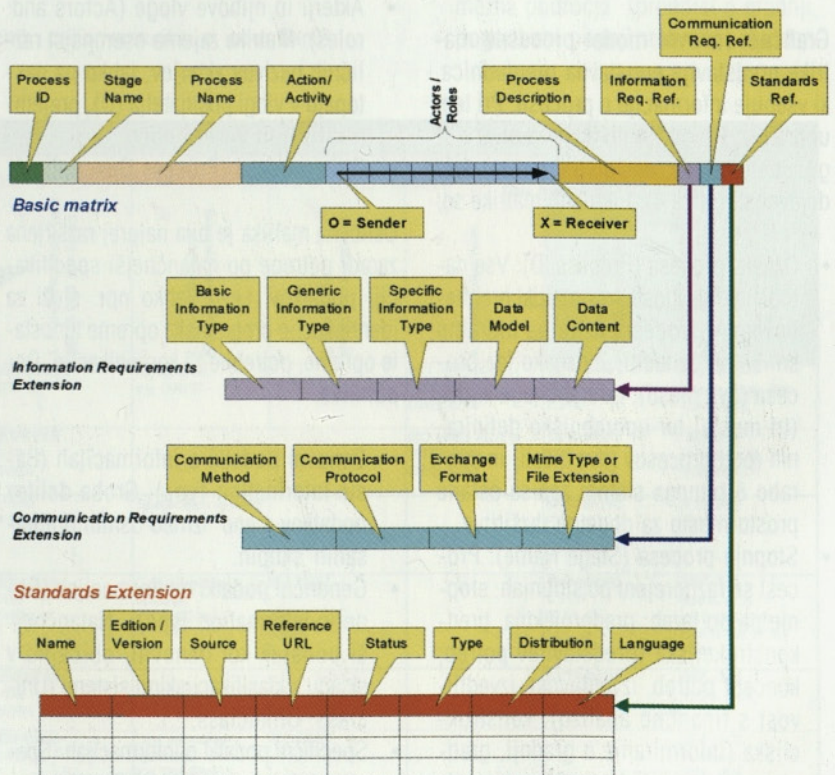 Communication
Req. Ref.
Process
ID
Stage
Name
Process
Name
Action/
Activity
Actors
Roles
Process
Description
Information
Req. Ref.
Standards
Ref.
Basic matrix
O = Sender
X = Receiver
Basic
Information
Type
Generic
Information
Type
Specific
Information
Type
Data
Model
Data
Content
Information Requirements
Extension
Communication
Method
Communication
Protocol
Exchange
Format
Mime Type or
File Extension
Communication Requirements
Extension
Standards Extension
Name
Edition /
Version
Source
Reference
URL
Status
Type
Distribution
Language